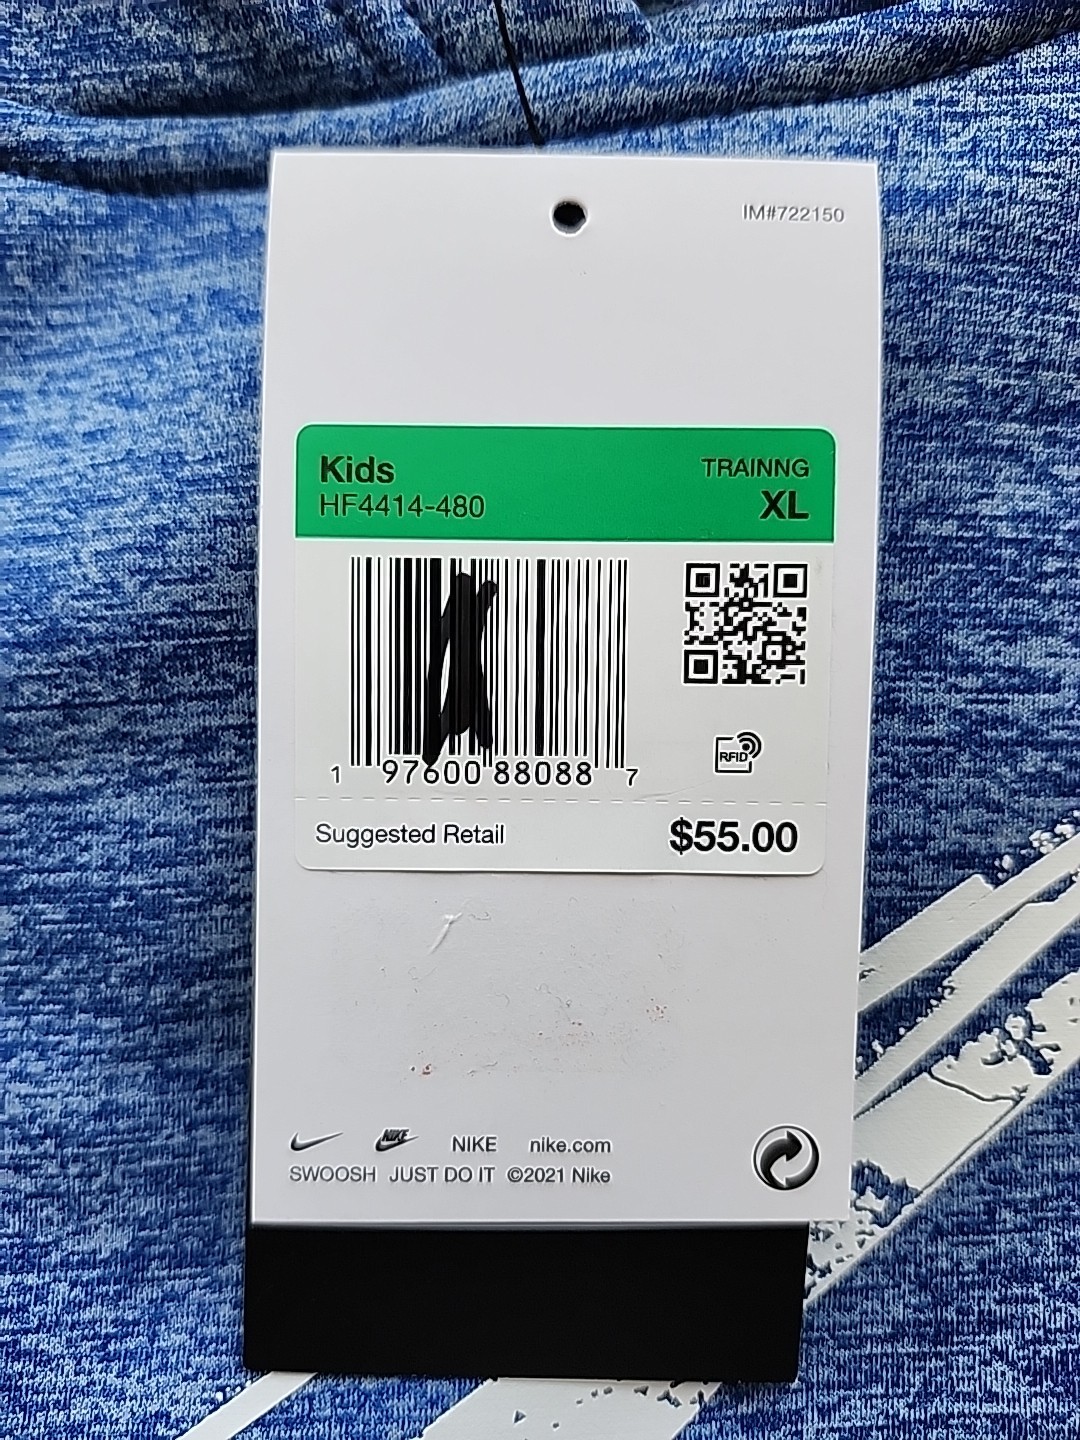 IM#722150
Kids TRAINNG
HF4414-480 XL
1 97600 88088 7
RFID
Suggested Retail $55.00
NIKE NIKE nike.com
SWOOSH JUST DO IT ©2021 Nike